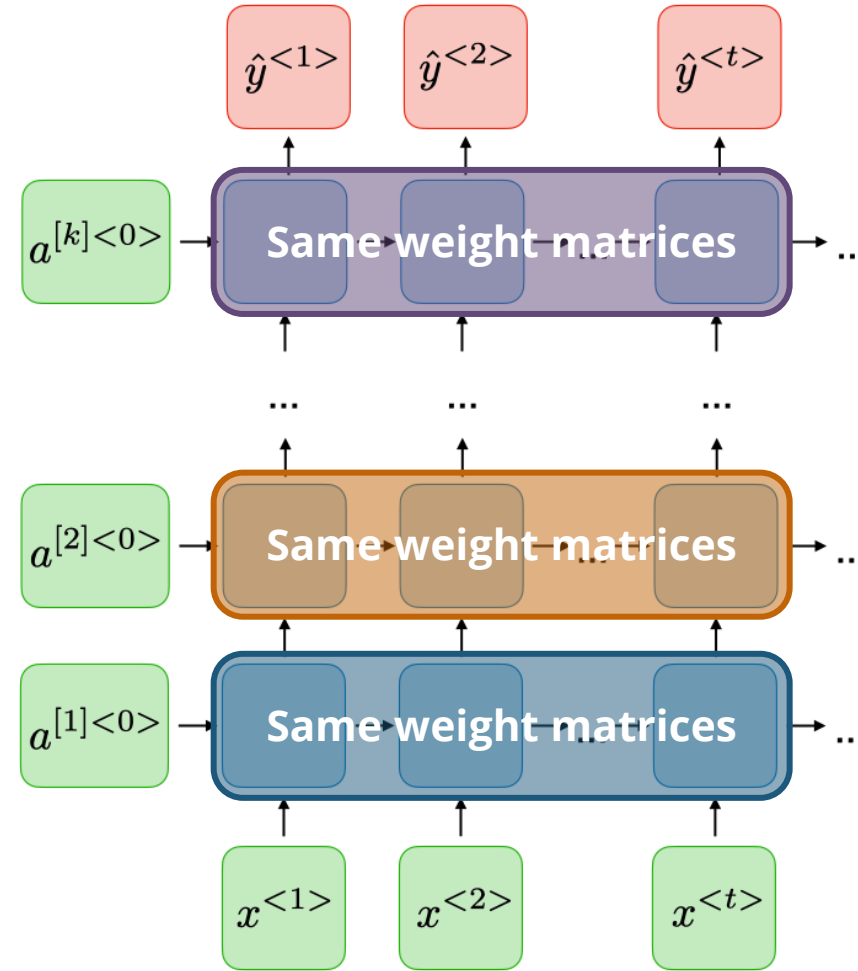 ŷ<1> ŷ<2> ŷ<t>
a[k]<0> Same weight matrices ... ..
... ... ...
a[2]<0> Same weight matrices ... ..
a[1]<0> Same weight matrices ... ..
x<1> x<2> x<t>